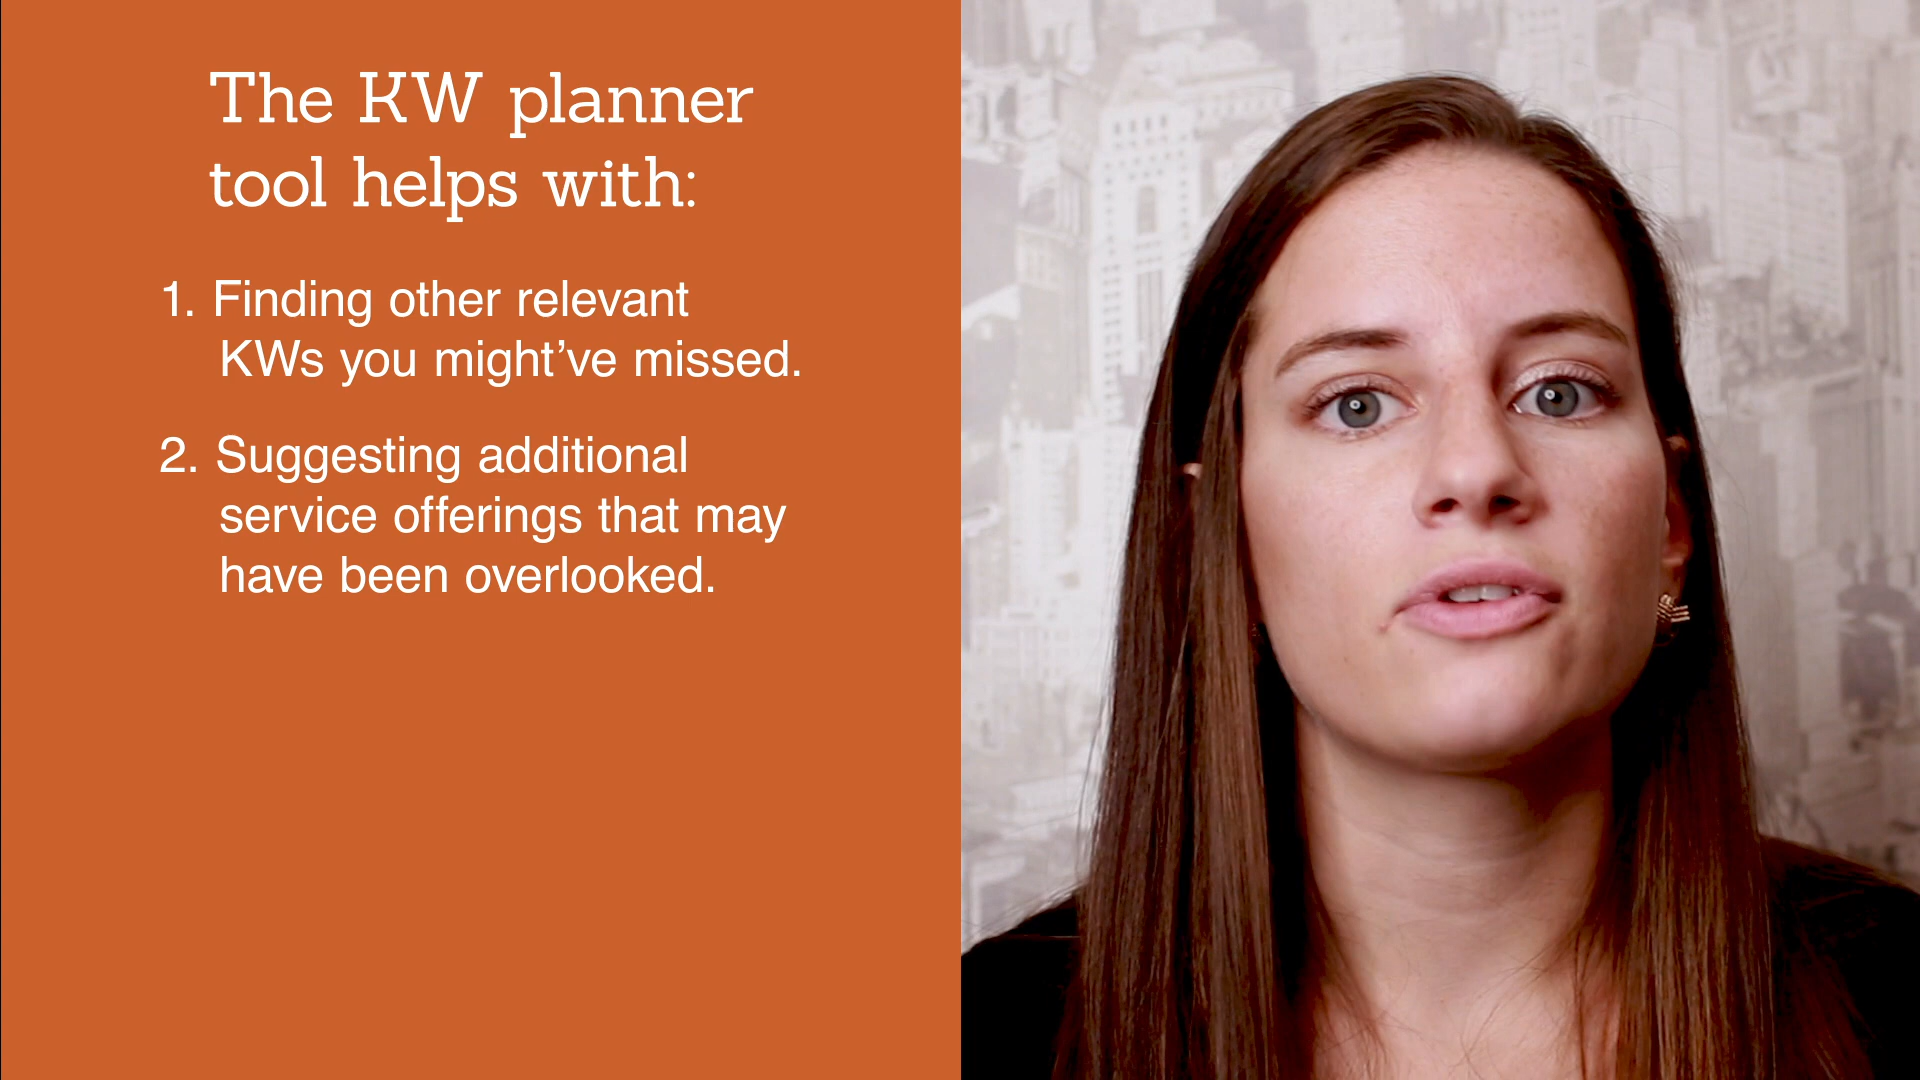 The KW planner
tool helps with:
1. Finding other relevant
KWs you might’ve missed.
2. Suggesting additional
service offerings that may
have been overlooked.